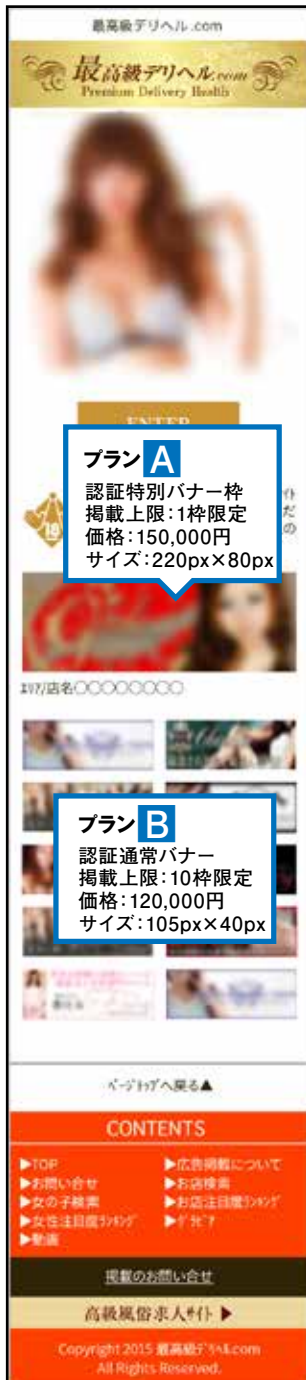 最高級デリヘル.com
最高級デリヘル.com
Premium Delivery Health
ENTER
プラン A
認証特別バナー枠
掲載上限：1枠限定
価格：150,000円
サイズ：220px×80px
18
ｴﾘｱ/店名〇〇〇〇〇〇〇〇
プラン B
認証通常バナー
掲載上限：10枠限定
価格：120,000円
サイズ：105px×40px
ﾍﾟｰｼﾞﾄｯﾌﾟへ戻る▲
CONTENTS
▶TOP ▶広告掲載について
▶お問い合せ ▶お店検索
▶女の子検索 ▶お店注目度ﾗﾝｷﾝｸﾞ
▶女性注目度ﾗﾝｷﾝｸﾞ ▶ｸﾞﾗﾋﾞｱ
▶動画
掲載のお問い合せ
高級風俗求人ｻｲﾄ ▶
Copyright 2015 最高級ﾃﾞﾘﾍﾙ.com
All Rights Reserved.